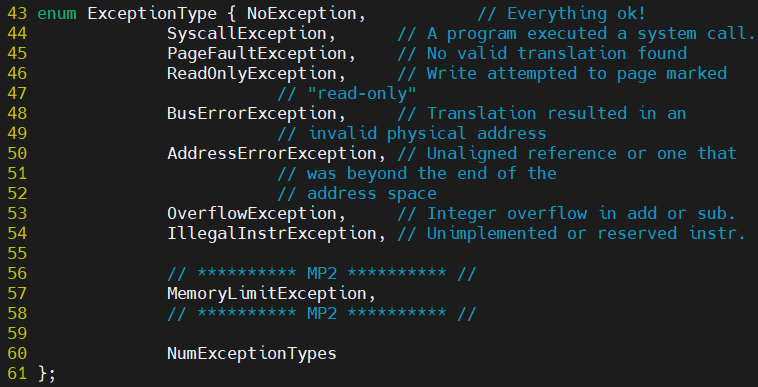 43 enum ExceptionType { NoException,           // Everything ok!
44              SyscallException,      // A program executed a system call.
45              PageFaultException,    // No valid translation found
46              ReadOnlyException,     // Write attempted to page marked
47                         // "read-only"
48              BusErrorException,     // Translation resulted in an
49                         // invalid physical address
50              AddressErrorException, // Unaligned reference or one that
51                         // was beyond the end of the
52                         // address space
53              OverflowException,     // Integer overflow in add or sub.
54              IllegalInstrException, // Unimplemented or reserved instr.
55
56              // ********** MP2 ********** //
57              MemoryLimitException,
58              // ********** MP2 ********** //
59
60              NumExceptionTypes
61 };